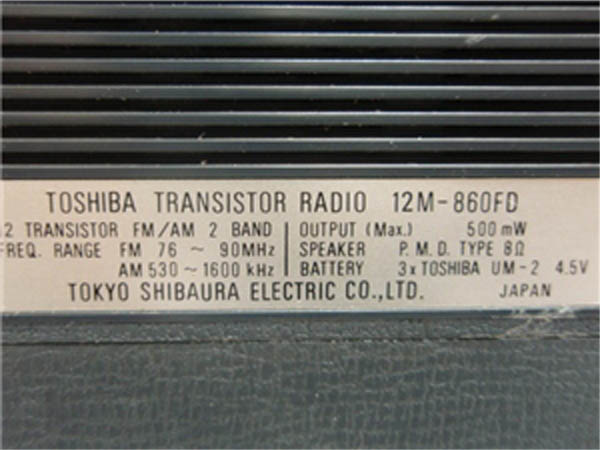 TOSHIBA TRANSISTOR RADIO 12M-860FD
2 TRANSISTOR FM/AM 2 BAND
FREQ. RANGE FM 76 ~ 90MHz
AM 530 ~ 1600 kHz
OUTPUT (Max.) 500 mW
SPEAKER P. M. D. TYPE 8Ω
BATTERY 3x TOSHIBA UM-2 4.5V
TOKYO SHIBAURA ELECTRIC CO., LTD. JAPAN